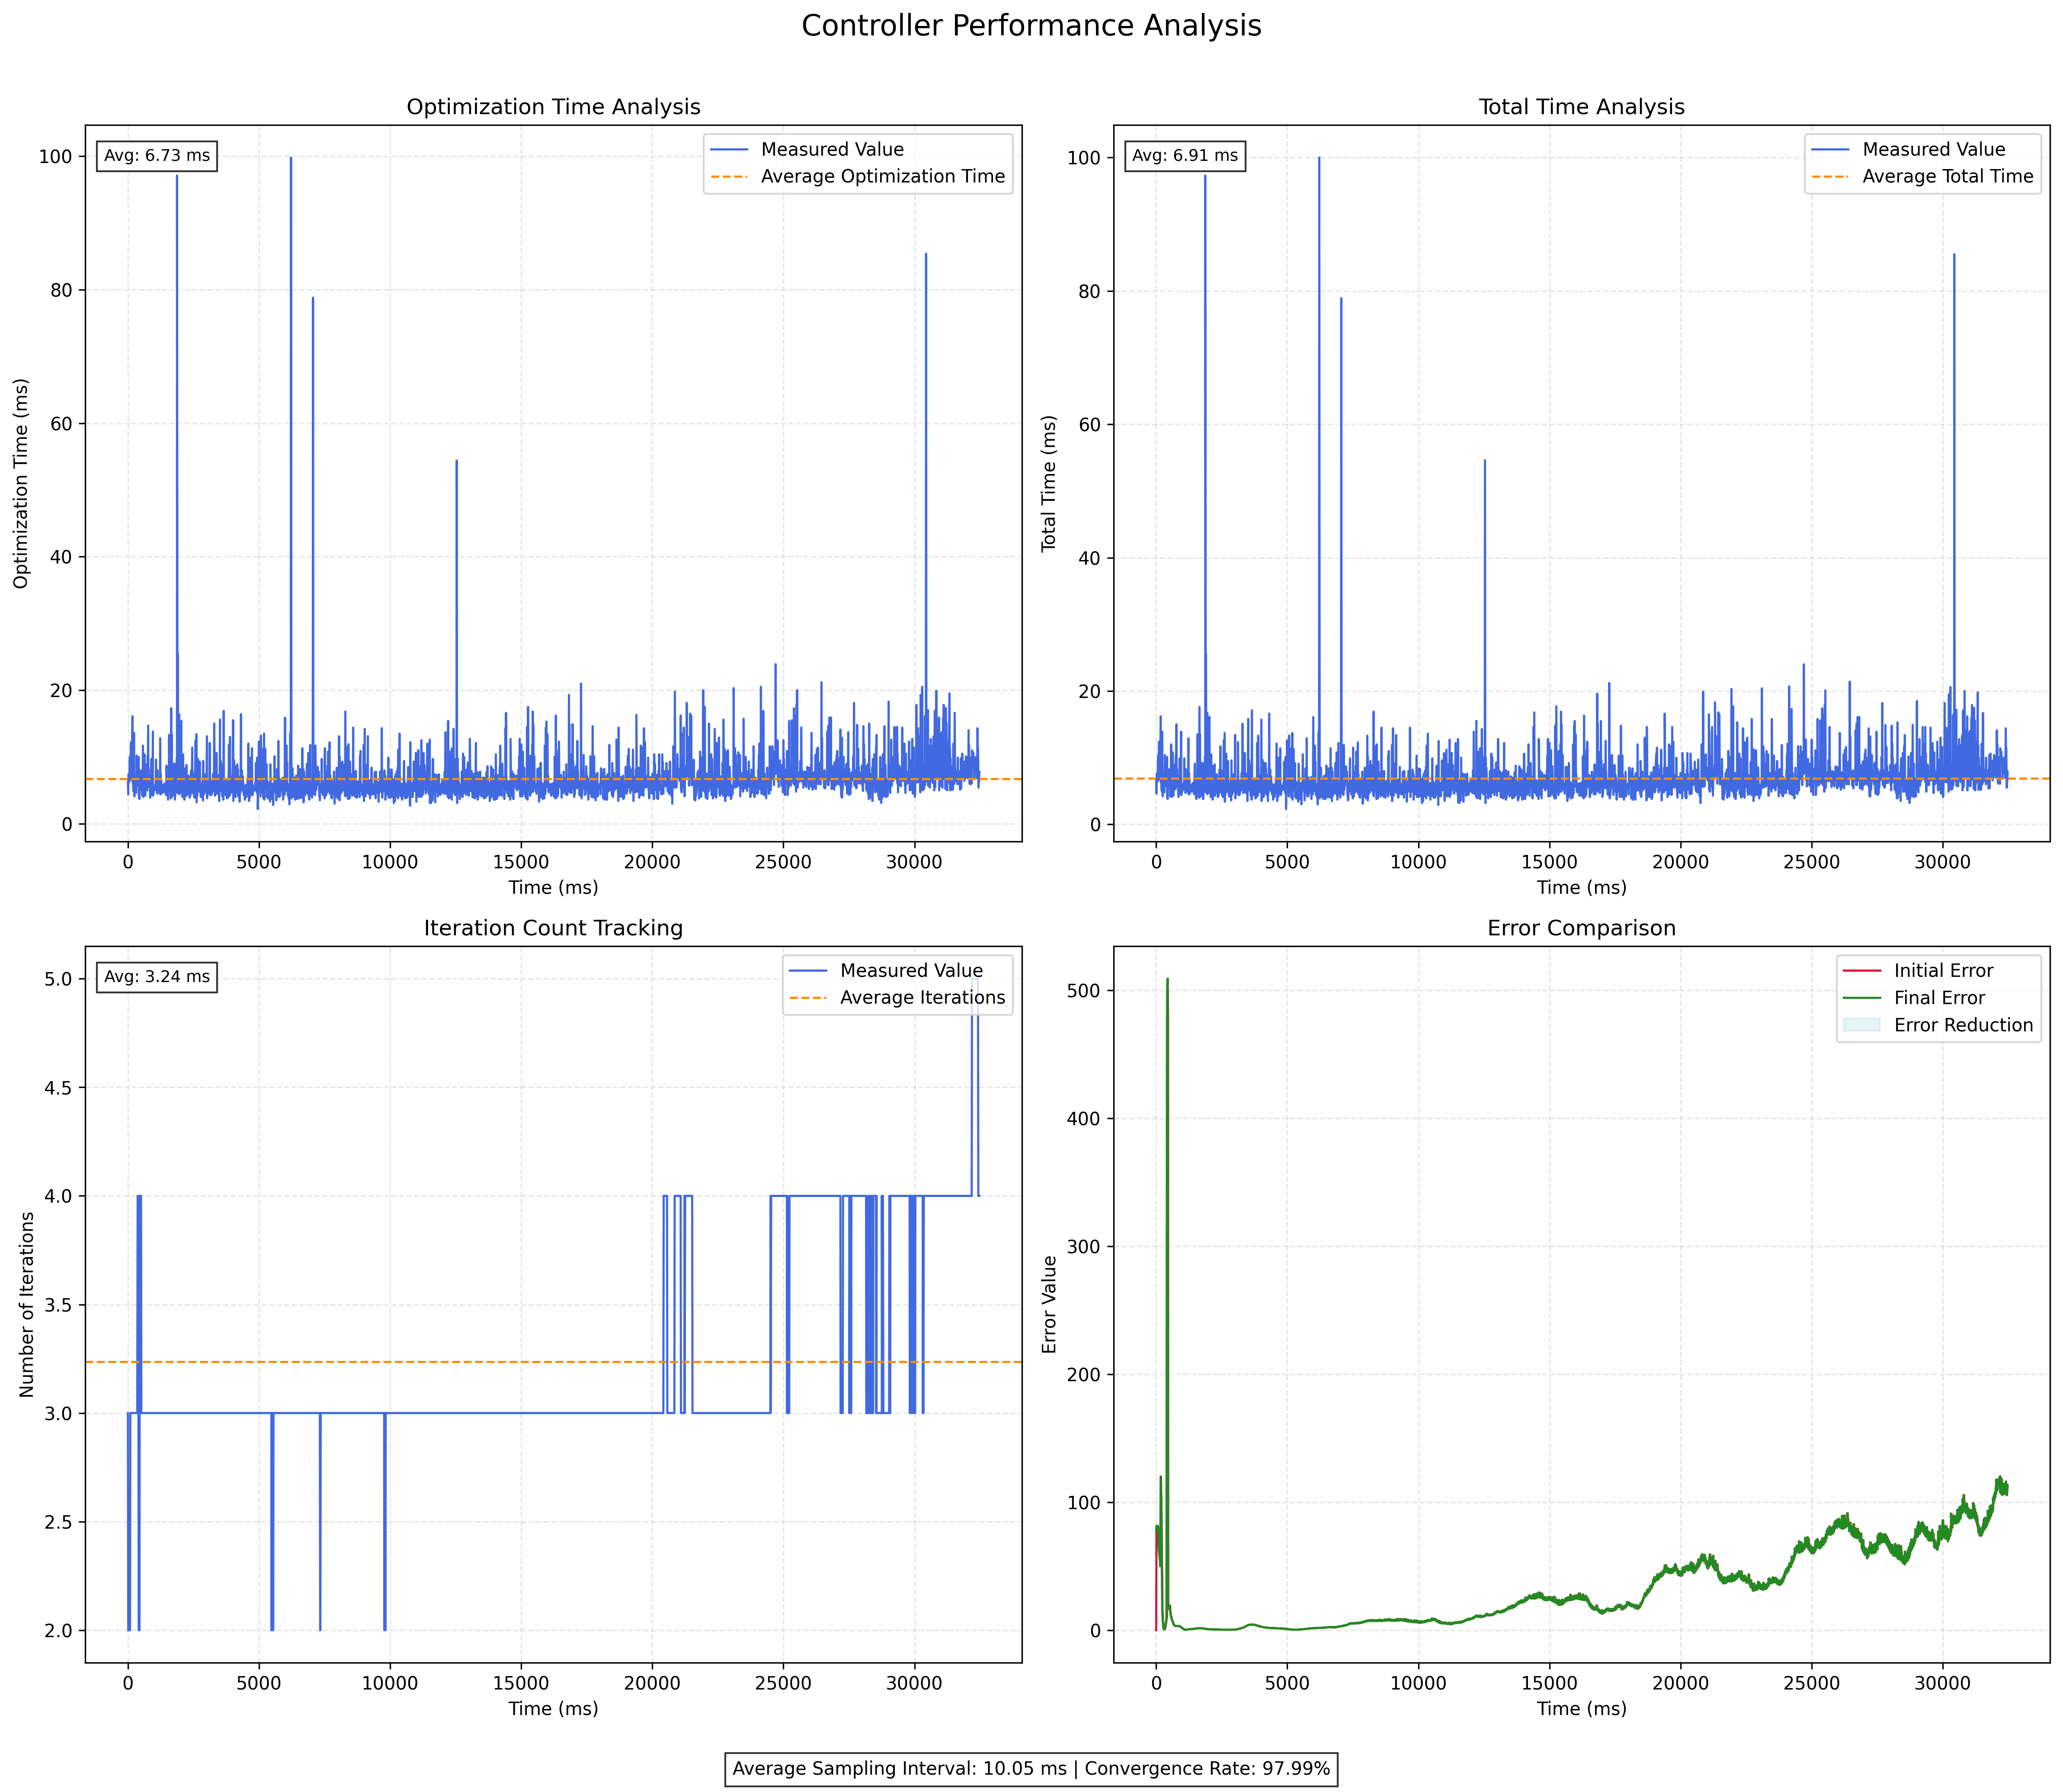 Controller Performance Analysis
Optimization Time Analysis
Avg: 6.73 ms
Measured Value
Average Optimization Time
Optimization Time (ms)
100
80
60
40
20
0
0 5000 10000 15000 20000 25000 30000
Time (ms)
Total Time Analysis
Avg: 6.91 ms
Measured Value
Average Total Time
Total Time (ms)
100
80
60
40
20
0
0 5000 10000 15000 20000 25000 30000
Time (ms)
Iteration Count Tracking
Avg: 3.24 ms
Measured Value
Average Iterations
Number of Iterations
5.0
4.5
4.0
3.5
3.0
2.5
2.0
0 5000 10000 15000 20000 25000 30000
Time (ms)
Error Comparison
Initial Error
Final Error
Error Reduction
Error Value
500
400
300
200
100
0
0 5000 10000 15000 20000 25000 30000
Time (ms)
Average Sampling Interval: 10.05 ms | Convergence Rate: 97.99%